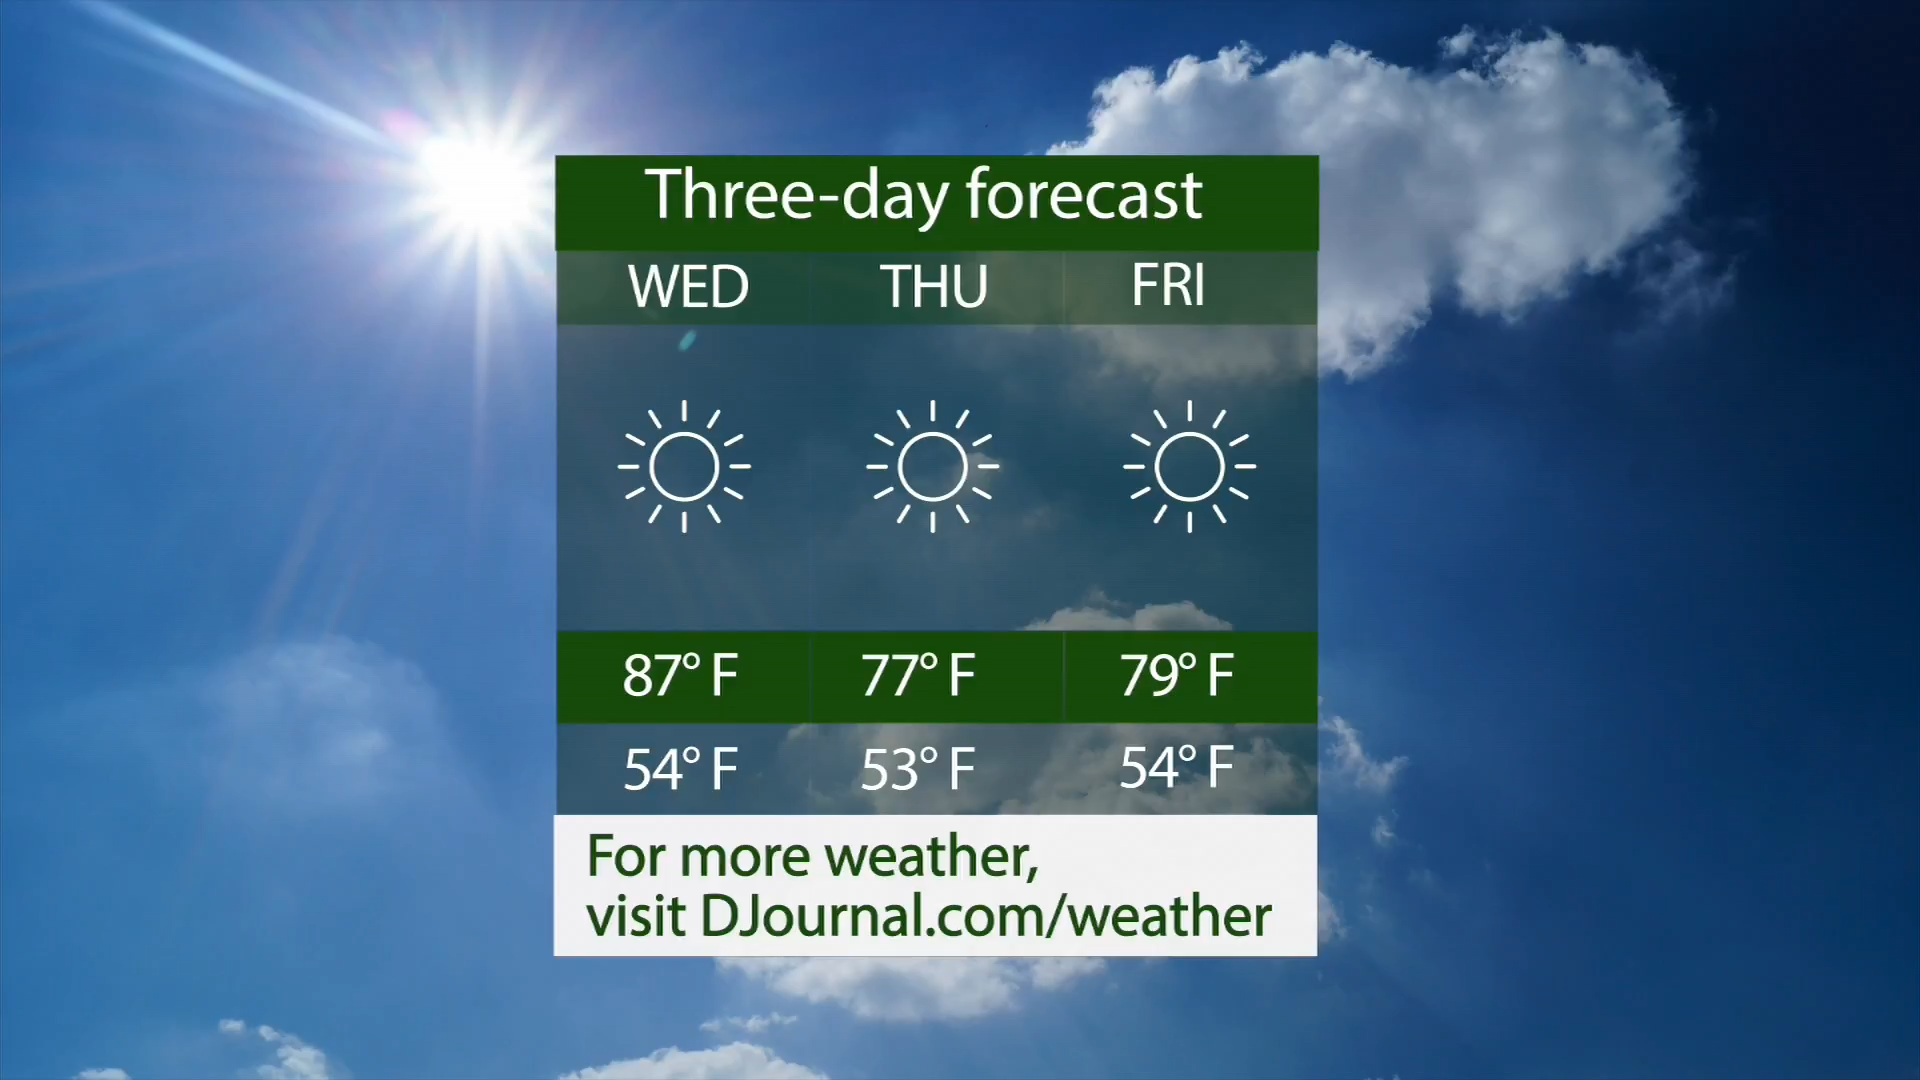 Three-day forecast
WED THU FRI
87° F 77° F 79° F
54° F 53° F 54° F
For more weather,
visit DJournal.com/weather